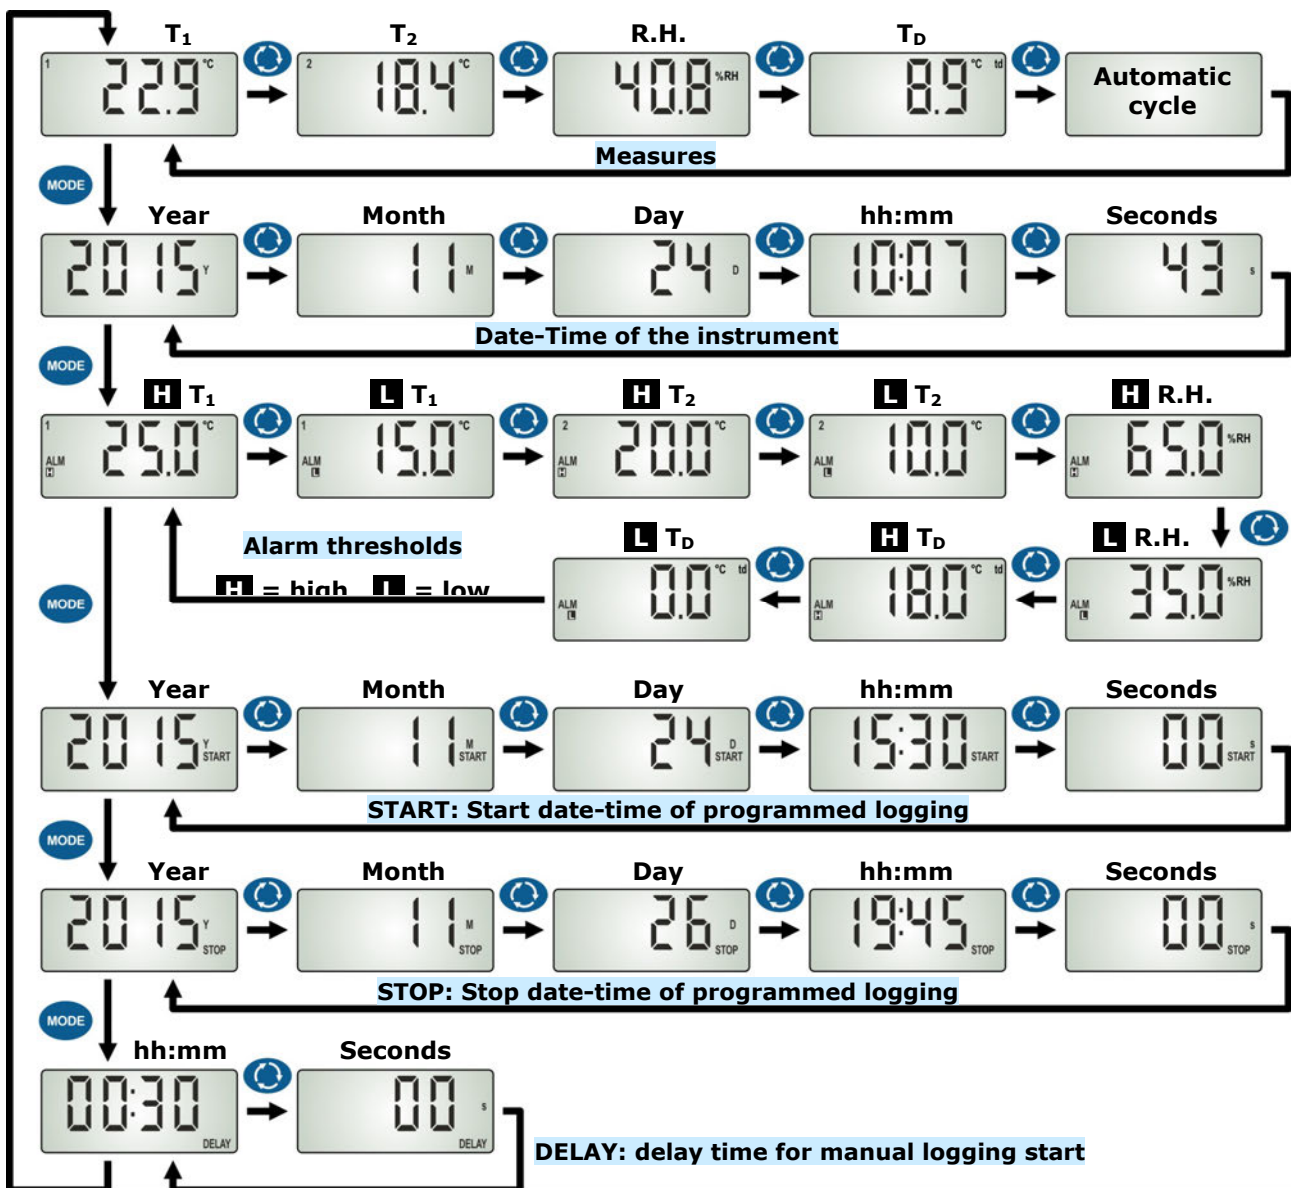 T1 T2 R.H. TD
1 22.9 °C 2 18.4 °C 40.8 %RH 8.9 °C td Automatic
cycle
Measures
MODE
Year Month Day hh:mm Seconds
2015 Y 11 M 24 D 10:07 43 s
Date-Time of the instrument
MODE
H T1 L T1 H T2 L T2 H R.H.
1 ALM H 25.0 °C 1 ALM L 15.0 °C 2 ALM H 20.0 °C 2 ALM L 10.0 °C ALM H 65.0 %RH
Alarm thresholds L TD H TD L R.H.
H = high L = low ALM L 0.0 °C td ALM H 18.0 °C td ALM L 35.0 %RH
MODE
Year Month Day hh:mm Seconds
2015 Y START 11 M START 24 D START 15:30 START 00 s START
START: Start date-time of programmed logging
MODE
Year Month Day hh:mm Seconds
2015 Y STOP 11 M STOP 26 D STOP 19:45 STOP 00 s STOP
STOP: Stop date-time of programmed logging
MODE
hh:mm Seconds
00:30 DELAY 00 s DELAY
DELAY: delay time for manual logging start